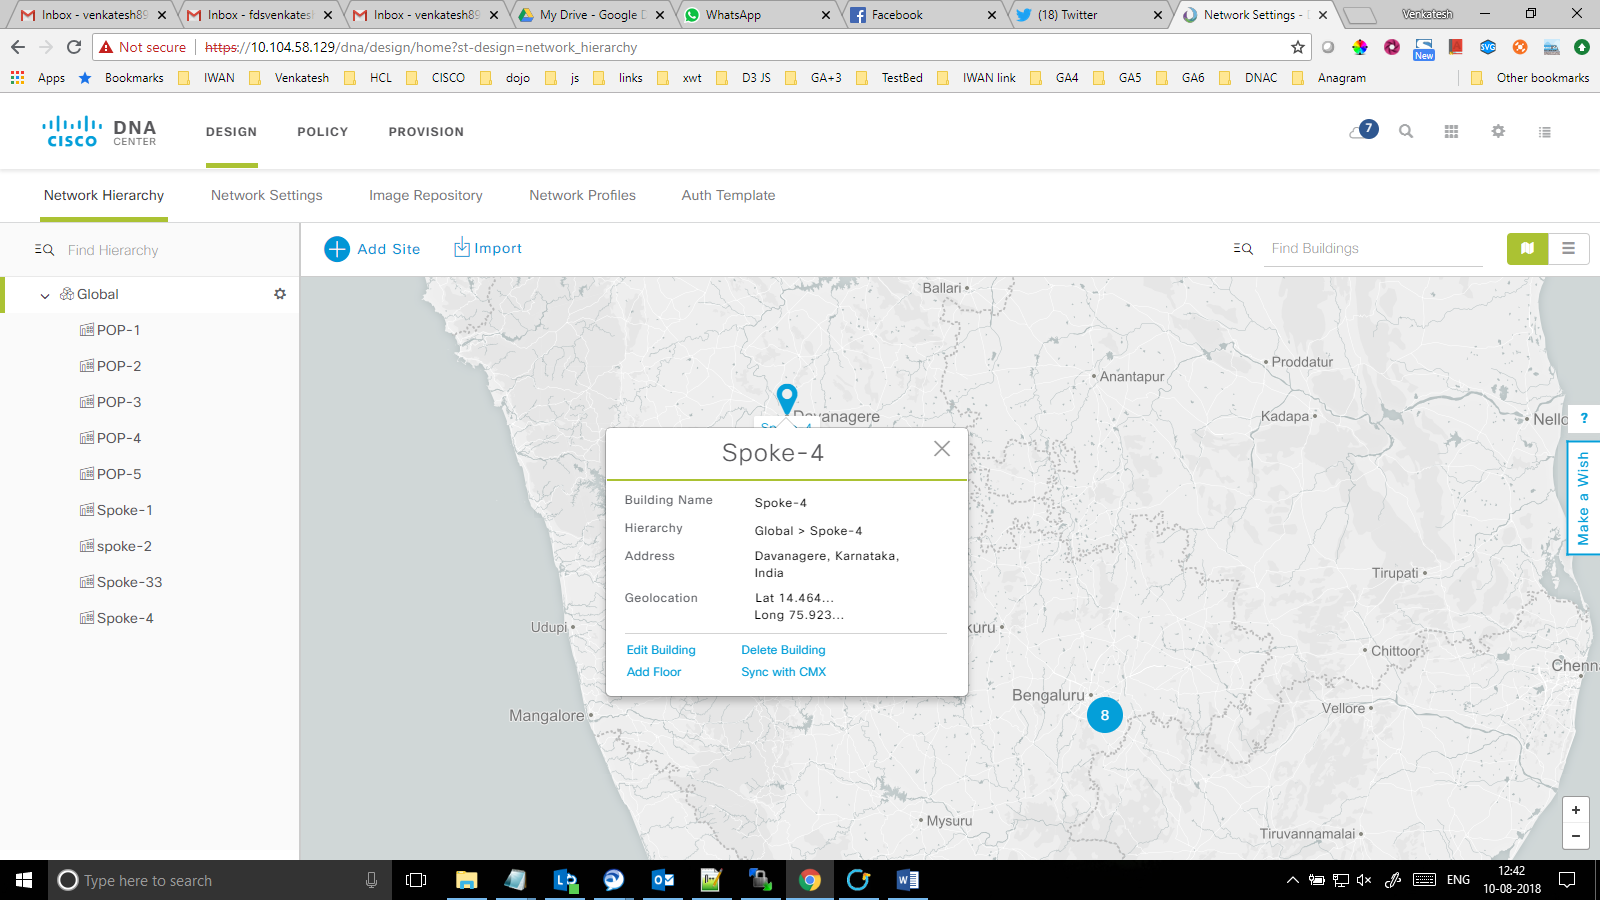 Inbox - venkatesh89
Inbox - fdsvenkatesh
Inbox - venkatesh89
My Drive - Google D
WhatsApp
Facebook
(18) Twitter
Network Settings -
Venkatesh
Not secure
https://10.104.58.129/dna/design/home?st-design=network_hierarchy
New
SVG
Apps
Bookmarks
IWAN
Venkatesh
HCL
CISCO
dojo
js
links
xwt
D3 JS
GA+3
TestBed
IWAN link
GA4
GA5
GA6
DNAC
Anagram
Other bookmarks
CISCO
DNA
CENTER
DESIGN
POLICY
PROVISION
7
Network Hierarchy
Network Settings
Image Repository
Network Profiles
Auth Template
Find Hierarchy
Add Site
Import
Find Buildings
Global
POP-1
POP-2
POP-3
POP-4
POP-5
Spoke-1
spoke-2
Spoke-33
Spoke-4
Ballari
Proddatur
Anantapur
Davanagere
Kadapa
Nello
?
Make a Wish
Spoke-4
Building Name
Spoke-4
Hierarchy
Global > Spoke-4
Address
Davanagere, Karnataka,
India
Geolocation
Lat 14.464...
Long 75.923...
Edit Building
Delete Building
Add Floor
Sync with CMX
Tirupati
Udupi
kuru
Chittoor
Chenn
Bengaluru
8
Vellore
Mangalore
Mysuru
Tiruvannamalai
+
−
Type here to search
ENG
12:42
10-08-2018